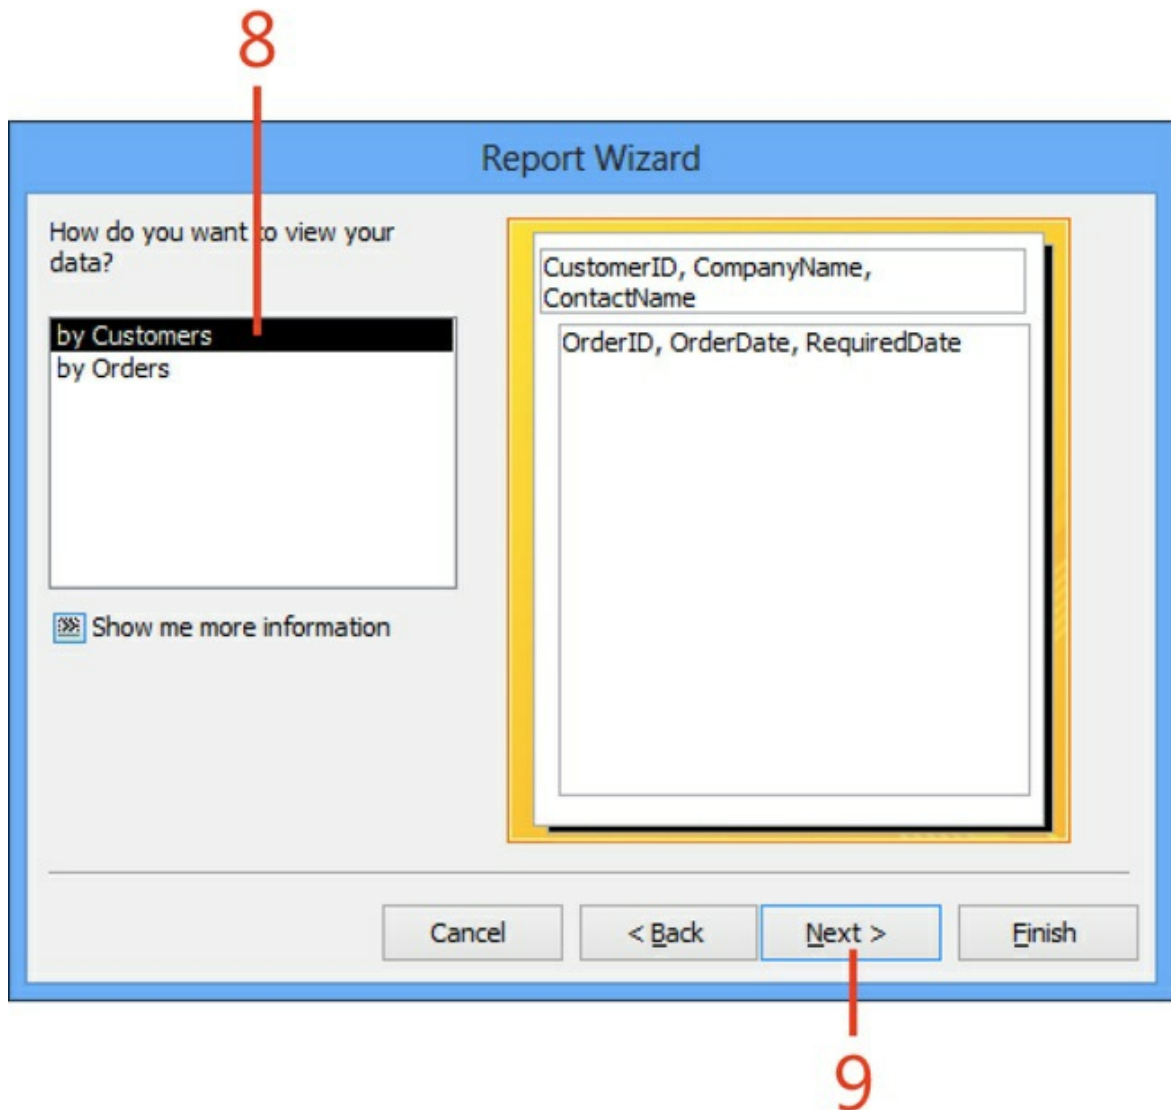 8
Report Wizard
How do you want to view your
data?
by Customers
by Orders
Show me more information
CustomerID, CompanyName,
ContactName
OrderID, OrderDate, RequiredDate
Cancel
< Back
Next >
Finish
9